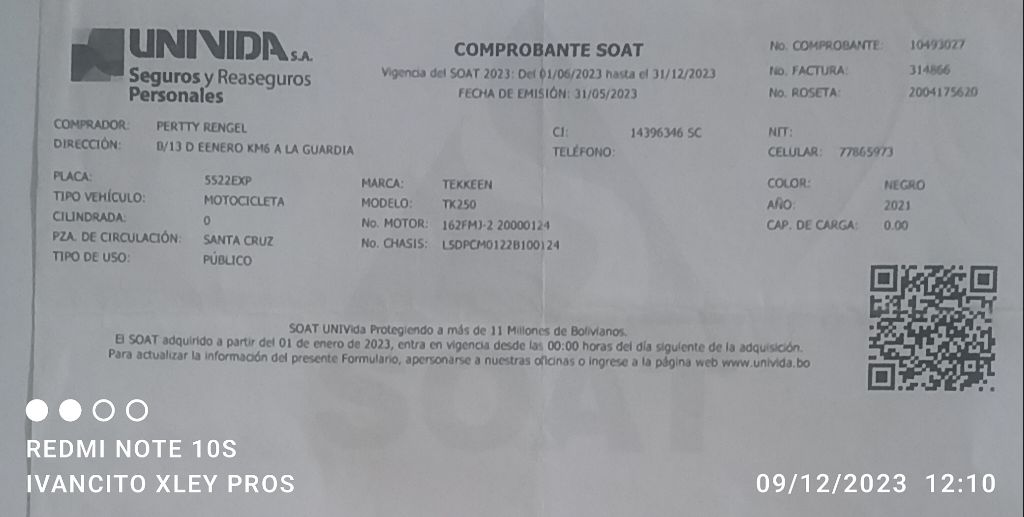 UNIVIDA S.A.
Seguros y Reaseguros
Personales
COMPROBANTE SOAT
Vigencia del SOAT 2023: Del 01/06/2023 hasta el 31/12/2023
FECHA DE EMISIÓN: 31/05/2023
No. COMPROBANTE: 10493027
No. FACTURA: 314866
No. ROSETA: 2004175620
COMPRADOR: PERTTY RENGEL
DIRECCIÓN: B/13 D EENERO KM6 A LA GUARDIA
CI: 14396346 SC
TELÉFONO:
NIT:
CELULAR: 77865973
PLACA: 5522EXP
TIPO VEHÍCULO: MOTOCICLETA
CILINDRADA: 0
PZA. DE CIRCULACIÓN: SANTA CRUZ
TIPO DE USO: PÚBLICO
MARCA: TEKKEEN
MODELO: TK250
No. MOTOR: 162FMJ-2 20000124
No. CHASIS: LSDPCM0122B100124
COLOR: NEGRO
AÑO: 2021
CAP. DE CARGA: 0.00
SOAT UNIVida Protegiendo a más de 11 Millones de Bolivianos.
El SOAT adquirido a partir del 01 de enero de 2023, entra en vigencia desde las 00:00 horas del día siguiente de la adquisición.
Para actualizar la información del presente Formulario, apersonarse a nuestras oficinas o ingrese a la página web www.univida.bo
SOAT
REDMI NOTE 10S
IVANCITO XLEY PROS
09/12/2023 12:10